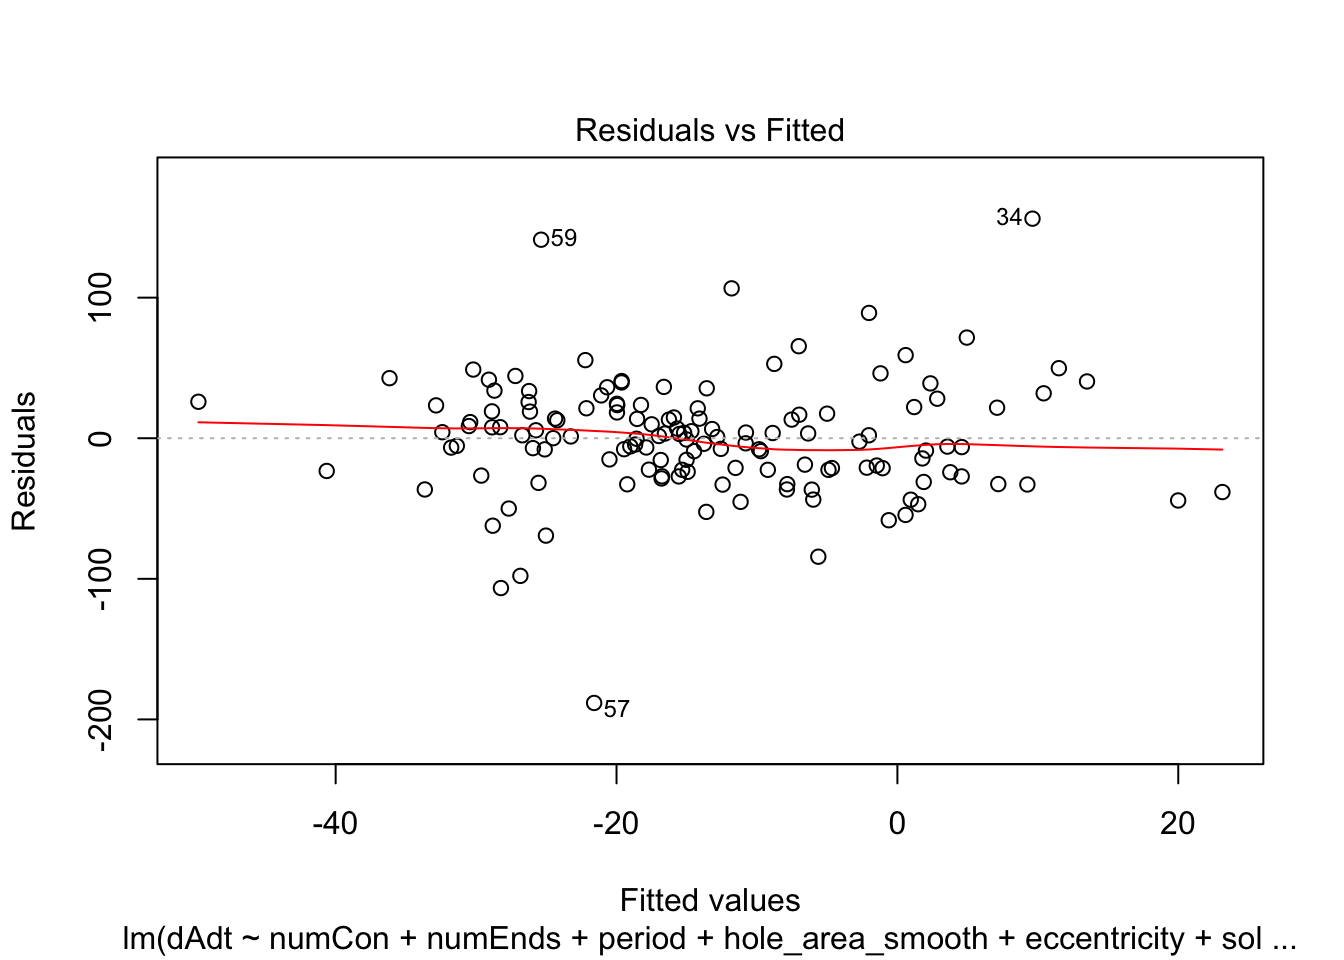 Residuals vs Fitted
34
59
57
Residuals
100
0
-100
-200
-40 -20 0 20
Fitted values
lm(dAdt ~ numCon + numEnds + period + hole_area_smooth + eccentricity + sol ...